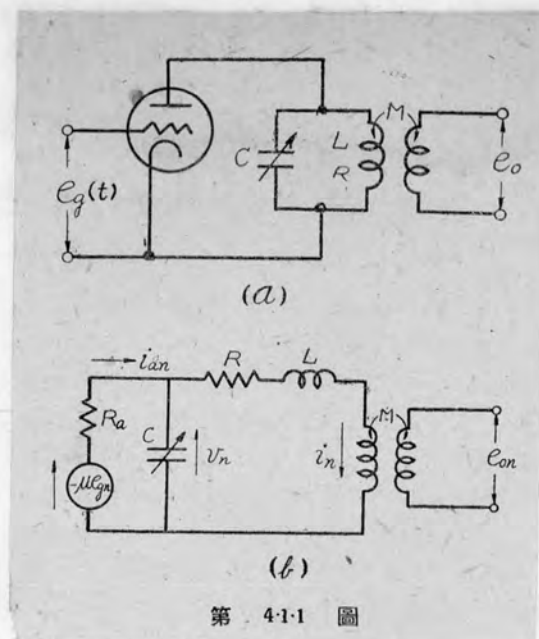 M
C
L
R
e_g(t)
e_o
(a)
i_an
R
L
R_a
C
v_n
i_n
M
-μe_gn
e_on
(b)
第 4·1·1 圖